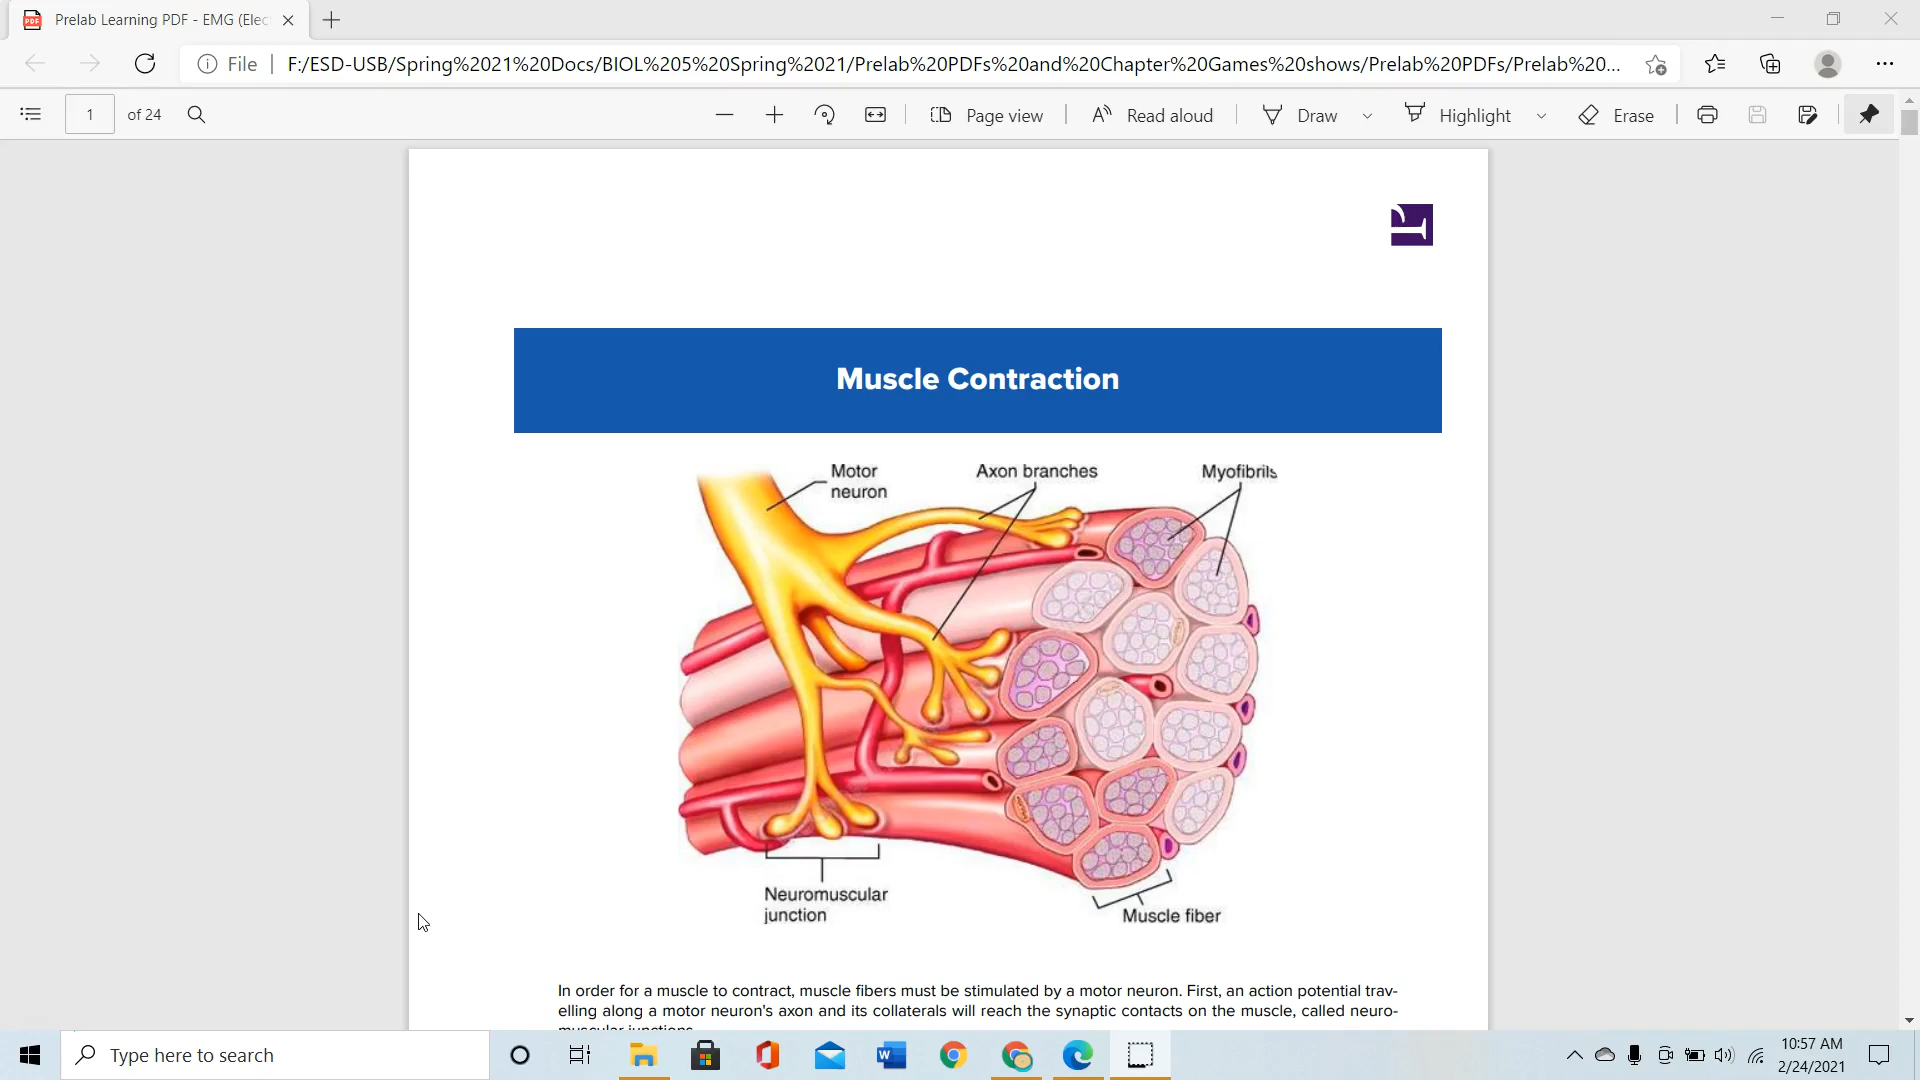 Prelab Learning PDF - EMG (Elec
File
F:/ESD-USB/Spring%2021%20Docs/BIOL%205%20Spring%2021/Prelab%20PDFs%20and%20Chapter%20Games%20shows/Prelab%20PDFs/Prelab%20...
1 of 24
Page view
Read aloud
Draw
Highlight
Erase
Muscle Contraction
Motor
neuron
Axon branches
Myofibrils
Neuromuscular
junction
Muscle fiber
In order for a muscle to contract, muscle fibers must be stimulated by a motor neuron. First, an action potential trav-
elling along a motor neuron's axon and its collaterals will reach the synaptic contacts on the muscle, called neuro-
muscular junctions.
Type here to search
10:57 AM
2/24/2021